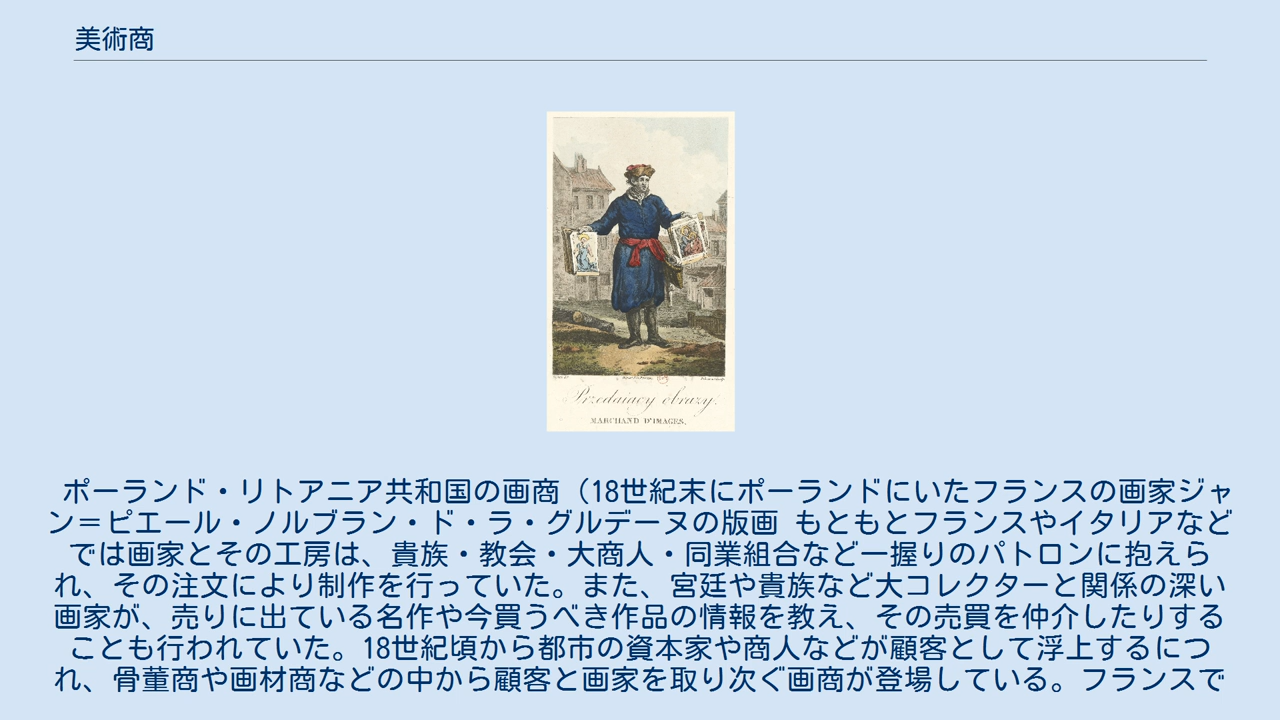 美術商
Przedaiący obrazy.
MARCHAND D'IMAGES.
ポーランド・リトアニア共和国の画商（18世紀末にポーランドにいたフランスの画家ジャ
ン＝ピエール・ノルブラン・ド・ラ・グルデーヌの版画 もともとフランスやイタリアなど
では画家とその工房は、貴族・教会・大商人・同業組合など一握りのパトロンに抱えら
れ、その注文により制作を行っていた。また、宮廷や貴族など大コレクターと関係の深い
画家が、売りに出ている名作や今買うべき作品の情報を教え、その売買を仲介したりする
ことも行われていた。18世紀頃から都市の資本家や商人などが顧客として浮上するにつ
れ、骨董商や画材商などの中から顧客と画家を取り次ぐ画商が登場している。フランスで